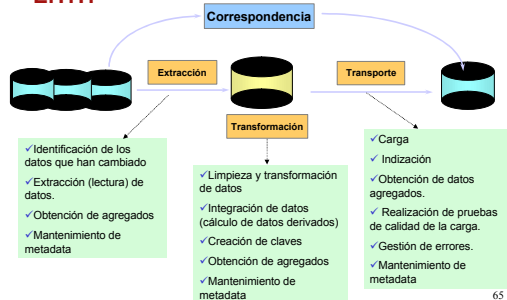 Correspondencia
Extracción
Transporte
Transformación
✓Identificación de los
datos que han cambiado
✓Extracción (lectura) de
datos.
✓Obtención de agregados
✓Mantenimiento de
metadata
✓Limpieza y transformación
de datos
✓Integración de datos
(cálculo de datos derivados)
✓Creación de claves
✓Obtención de agregados
✓Mantenimiento de
metadata
✓Carga
✓ Indización
✓Obtención de datos
agregados.
✓ Realización de pruebas
de calidad de la carga.
✓Gestión de errores.
✓Mantenimiento de
metadata
65